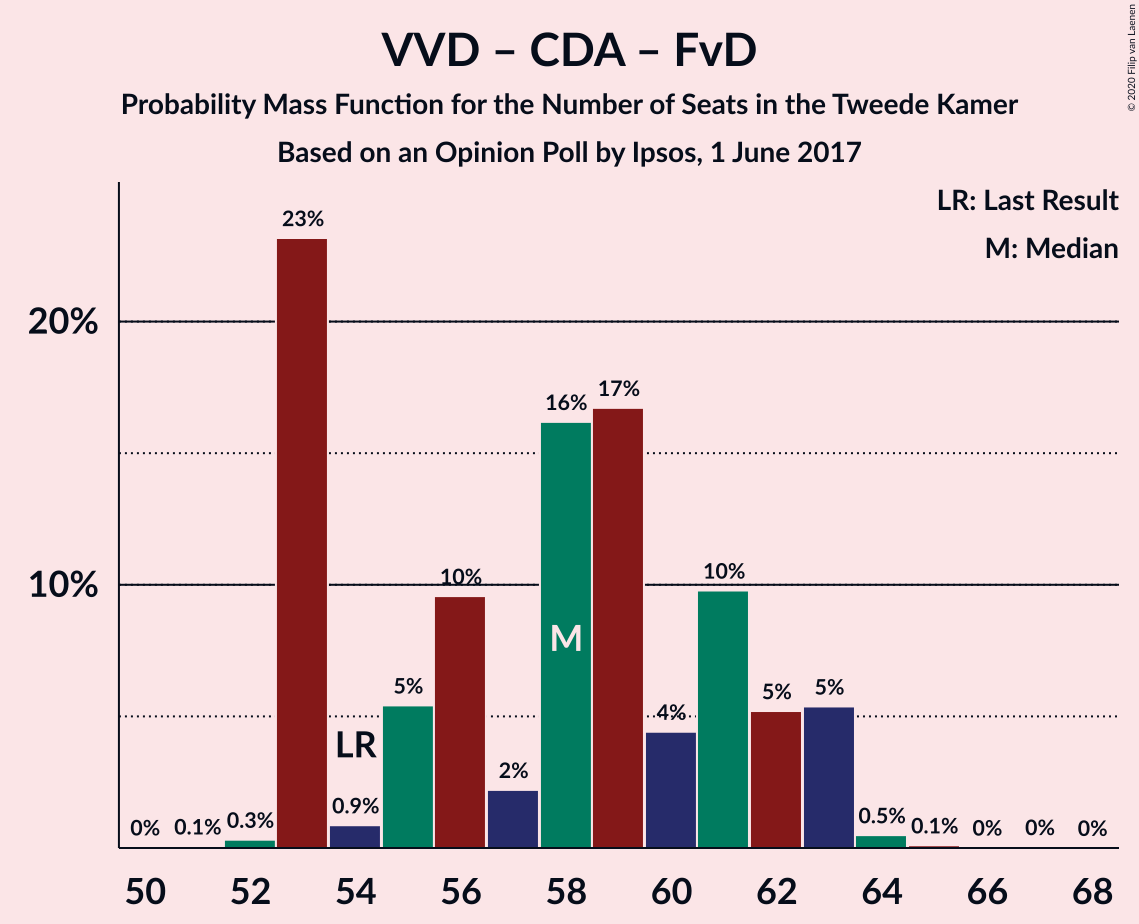 VVD – CDA – FvD
Probability Mass Function for the Number of Seats in the Tweede Kamer
Based on an Opinion Poll by Ipsos, 1 June 2017
© 2020 Filip van Laenen
LR: Last Result
M: Median
20%
10%
0%
0.1%
0.3%
23%
0.9%
5%
10%
2%
16%
17%
4%
10%
5%
5%
0.5%
0.1%
0%
0%
0%
LR
M
50 52 54 56 58 60 62 64 66 68